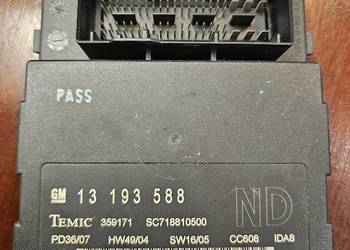 PASS
GM 13 193 588
ND
TEMIC 359171 SC718810500
PD36/07 HW49/04 SW16/05 CC608 IDA8